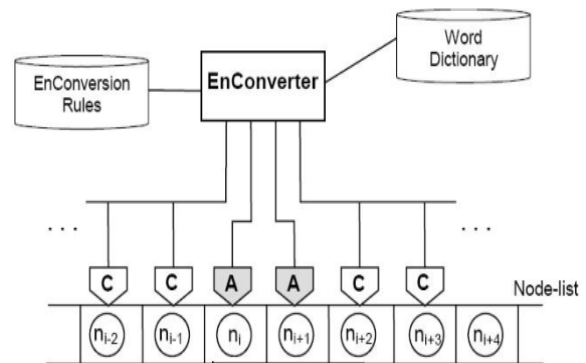 Word
Dictionary
EnConversion
Rules
EnConverter
. . .
. . .
C C A A C C
Node-list
n i-2 n i-1 n i n i+1 n i+2 n i+3 n i+4